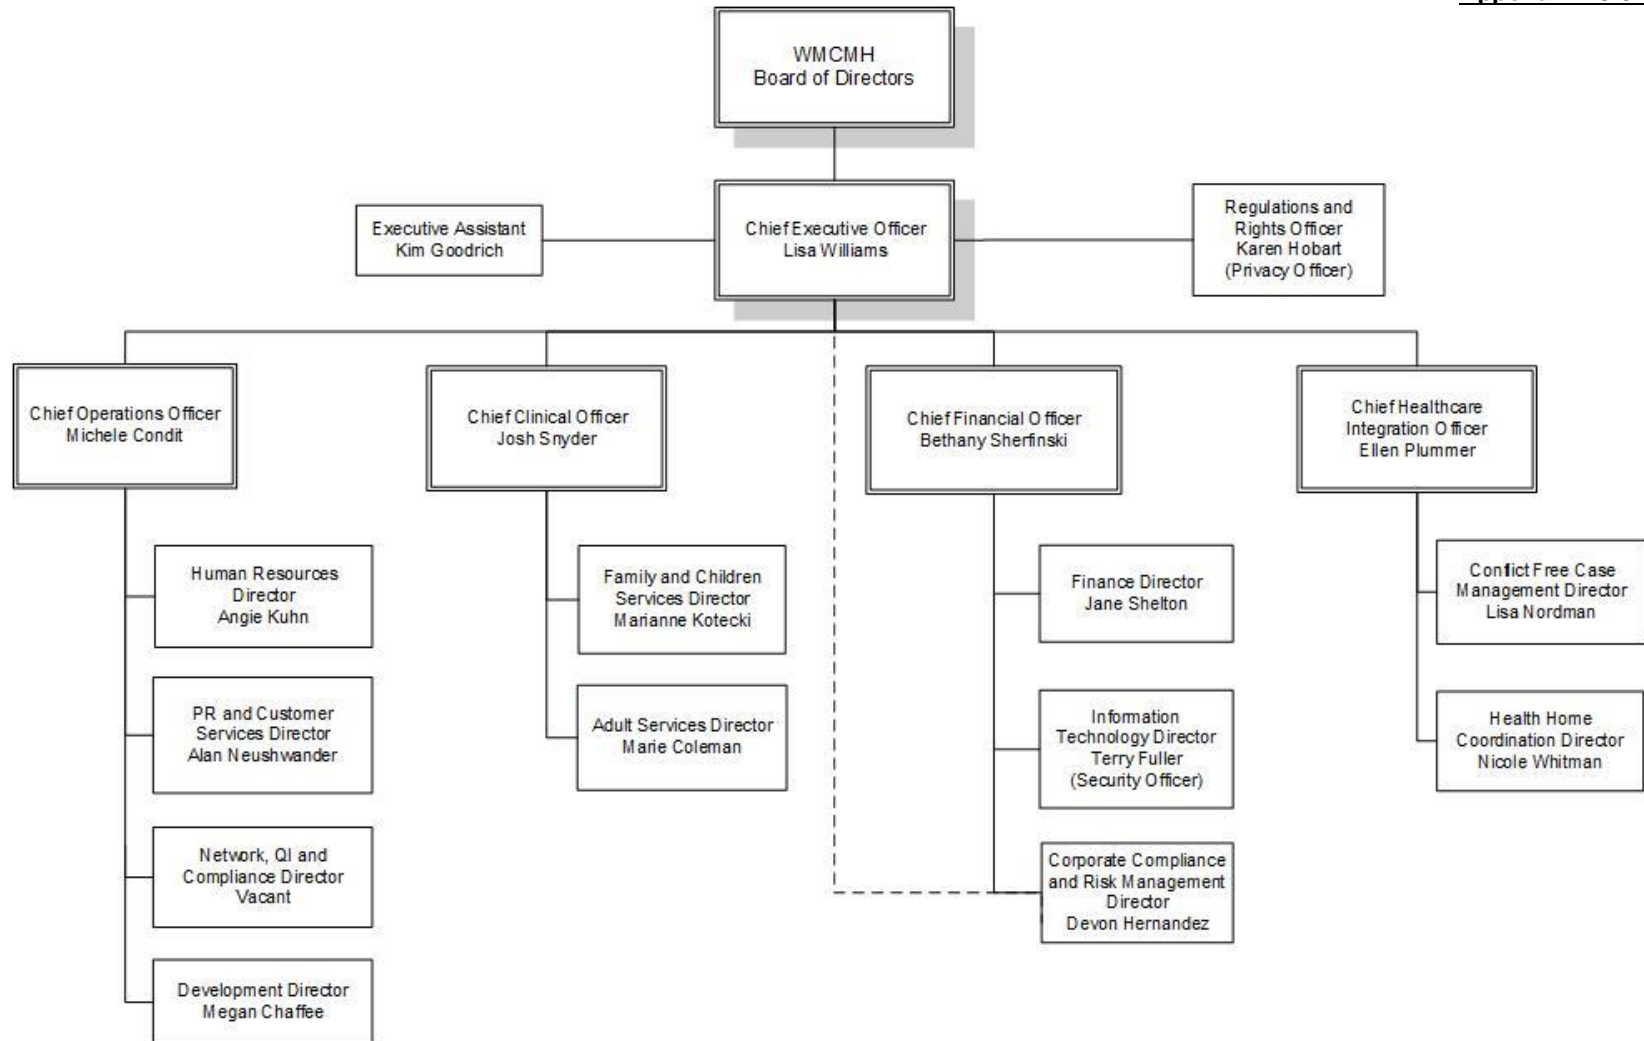 WMCMH
Board of Directors
Executive Assistant
Kim Goodrich
Chief Executive Officer
Lisa Williams
Regulations and
Rights Officer
Karen Hobart
(Privacy Officer)
Chief Operations Officer
Michele Condit
Chief Clinical Officer
Josh Snyder
Chief Financial Officer
Bethany Sherfinski
Chief Healthcare
Integration Officer
Ellen Plummer
Human Resources
Director
Angie Kuhn
PR and Customer
Services Director
Alan Neushwander
Network, QI and
Compliance Director
Vacant
Development Director
Megan Chaffee
Family and Children
Services Director
Marianne Kotecki
Adult Services Director
Marie Coleman
Finance Director
Jane Shelton
Information
Technology Director
Terry Fuller
(Security Officer)
Corporate Compliance
and Risk Management
Director
Devon Hernandez
Conflict Free Case
Management Director
Lisa Nordman
Health Home
Coordination Director
Nicole Whitman